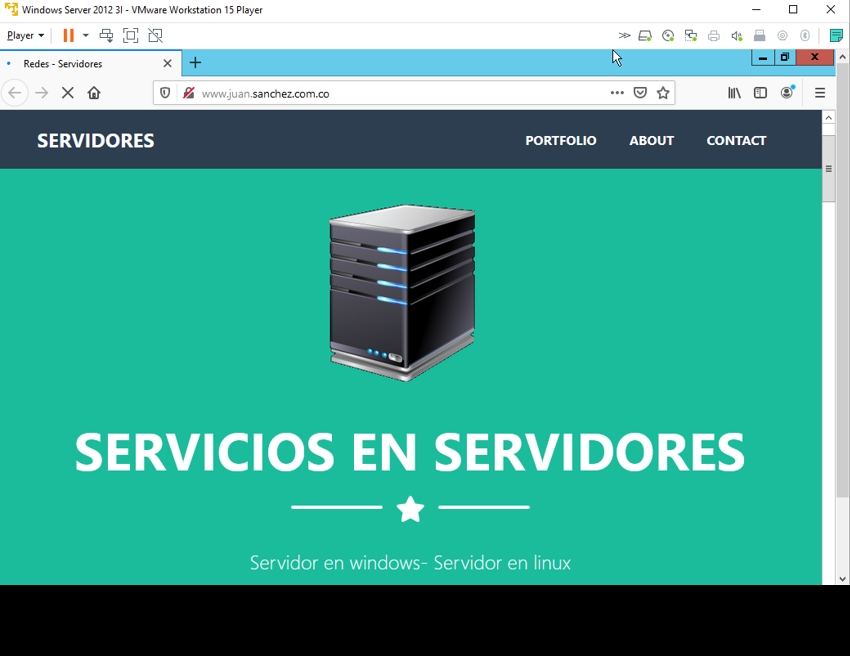 Windows Server 2012 3I - VMware Workstation 15 Player
Player
Redes - Servidores
www.juan.sanchez.com.co
SERVIDORES
PORTFOLIO ABOUT CONTACT
SERVICIOS EN SERVIDORES
Servidor en windows- Servidor en linux